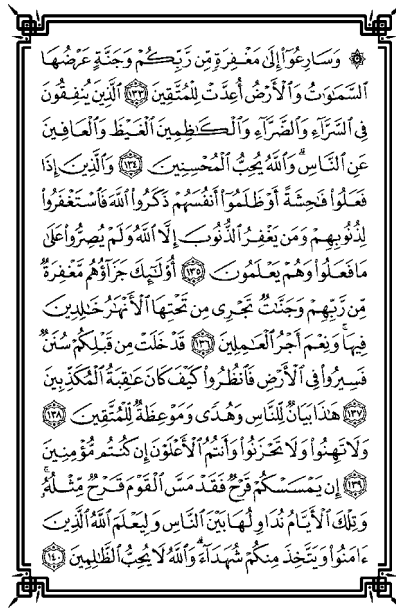 ۞ وَسَارِعُوٓا۟ إِلَىٰ مَغْفِرَةٍ مِّن رَّبِّكُمْ وَجَنَّةٍ عَرْضُهَا
ٱلسَّمَٰوَٰتُ وَٱلْأَرْضُ أُعِدَّتْ لِلْمُتَّقِينَ ١٣٣ ٱلَّذِينَ يُنفِقُونَ
فِى ٱلسَّرَّآءِ وَٱلضَّرَّآءِ وَٱلْكَٰظِمِينَ ٱلْغَيْظَ وَٱلْعَافِينَ
عَنِ ٱلنَّاسِ ۗ وَٱللَّهُ يُحِبُّ ٱلْمُحْسِنِينَ ١٣٤ وَٱلَّذِينَ إِذَا
فَعَلُوا۟ فَٰحِشَةً أَوْ ظَلَمُوٓا۟ أَنفُسَهُمْ ذَكَرُوا۟ ٱللَّهَ فَٱسْتَغْفَرُوا۟
لِذُنُوبِهِمْ وَمَن يَغْفِرُ ٱلذُّنُوبَ إِلَّا ٱللَّهُ وَلَمْ يُصِرُّوا۟ عَلَىٰ
مَا فَعَلُوا۟ وَهُمْ يَعْلَمُونَ ١٣٥ أُو۟لَٰٓئِكَ جَزَآؤُهُم مَّغْفِرَةٌ
مِّن رَّبِّهِمْ وَجَنَّٰتٌ تَجْرِى مِن تَحْتِهَا ٱلْأَنْهَٰرُ خَٰلِدِينَ
فِيهَا ۚ وَنِعْمَ أَجْرُ ٱلْعَٰمِلِينَ ١٣٦ قَدْ خَلَتْ مِن قَبْلِكُمْ سُنَنٌ
فَسِيرُوا۟ فِى ٱلْأَرْضِ فَٱنظُرُوا۟ كَيْفَ كَانَ عَٰقِبَةُ ٱلْمُكَذِّبِينَ
١٣٧ هَٰذَا بَيَانٌ لِّلنَّاسِ وَهُدًى وَمَوْعِظَةٌ لِّلْمُتَّقِينَ ١٣٨
وَلَا تَهِنُوا۟ وَلَا تَحْزَنُوا۟ وَأَنتُمُ ٱلْأَعْلَوْنَ إِن كُنتُم مُّؤْمِنِينَ
١٣٩ إِن يَمْسَسْكُمْ قَرْحٌ فَقَدْ مَسَّ ٱلْقَوْمَ قَرْحٌ مِّثْلُهُۥ ۚ
وَتِلْكَ ٱلْأَيَّامُ نُدَاوِلُهَا بَيْنَ ٱلنَّاسِ وَلِيَعْلَمَ ٱللَّهُ ٱلَّذِينَ
ءَامَنُوا۟ وَيَتَّخِذَ مِنكُمْ شُهَدَآءَ ۗ وَٱللَّهُ لَا يُحِبُّ ٱلظَّٰلِمِينَ ١٤٠